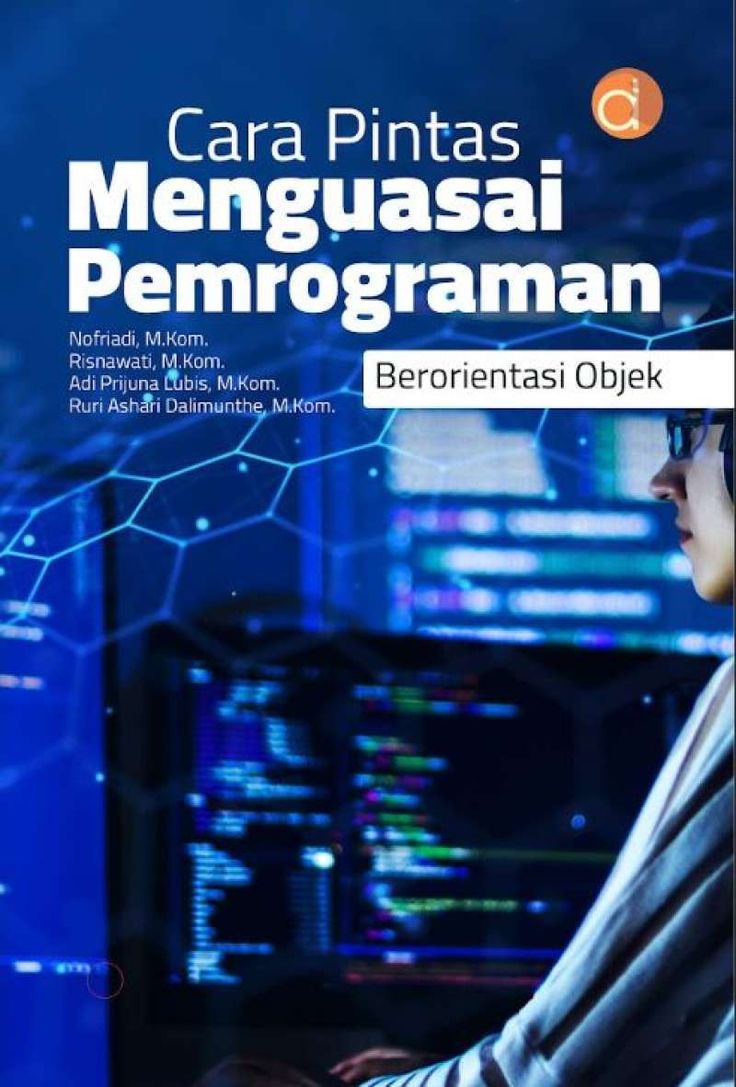 Cara Pintas
Menguasai
Pemrograman
Nofriadi, M.Kom.
Risnawati, M.Kom.
Adi Prijuna Lubis, M.Kom.
Ruri Ashari Dalimunthe, M.Kom.
Berorientasi Objek